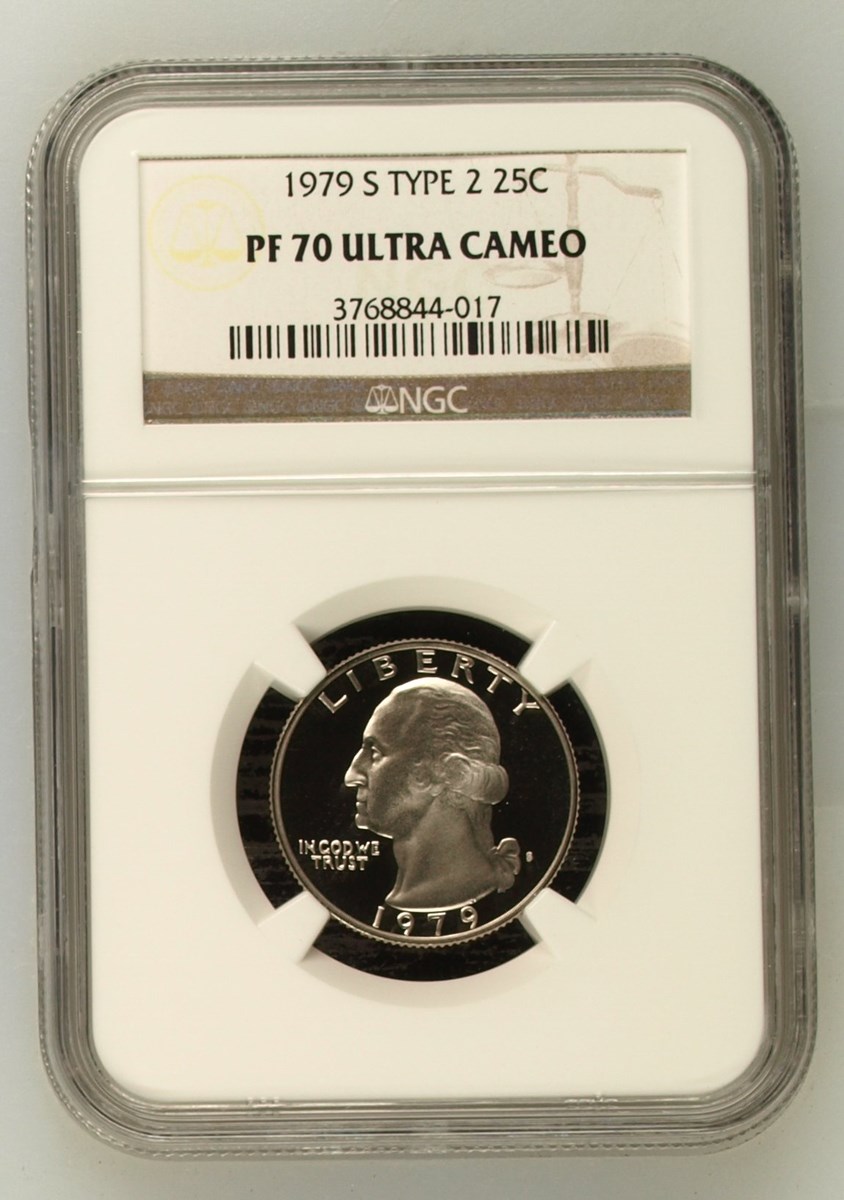 1979 S TYPE 2 25C
PF 70 ULTRA CAMEO
3768844-017
NGC
LIBERTY
IN GOD WE
TRUST
S
1979